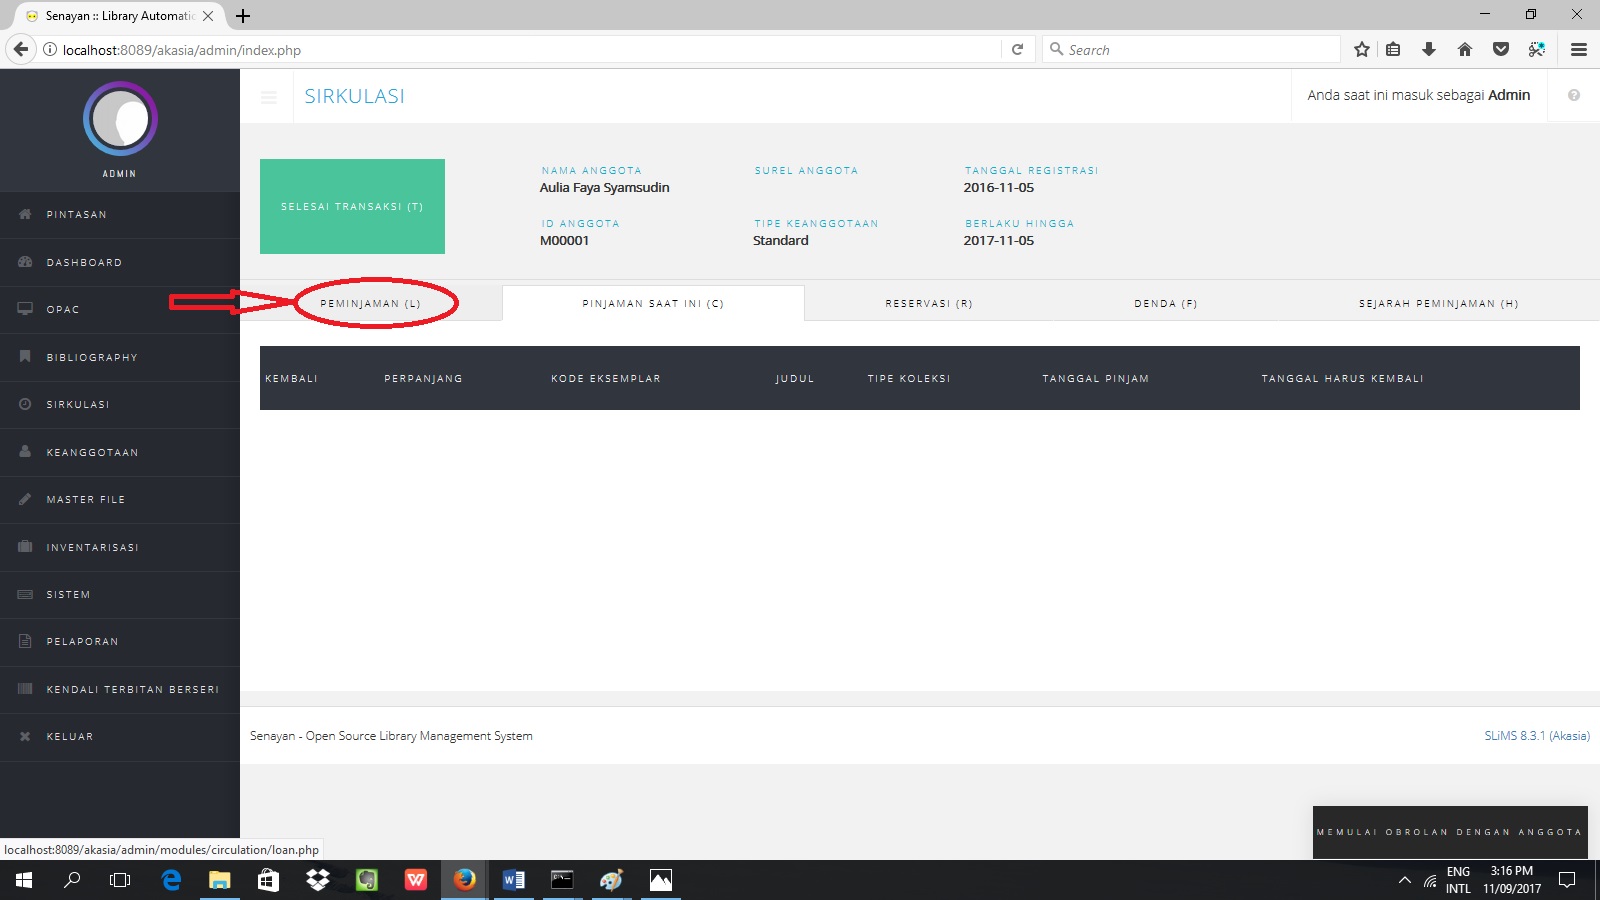 Senayan :: Library Automatic
localhost:8089/akasia/admin/index.php
Search
ADMIN
PINTASAN
DASHBOARD
OPAC
BIBLIOGRAPHY
SIRKULASI
KEANGGOTAAN
MASTER FILE
INVENTARISASI
SISTEM
PELAPORAN
KENDALI TERBITAN BERSERI
KELUAR
SIRKULASI
Anda saat ini masuk sebagai Admin
SELESAI TRANSAKSI (T)
NAMA ANGGOTA SUREL ANGGOTA TANGGAL REGISTRASI
Aulia Faya Syamsudin 2016-11-05
ID ANGGOTA TIPE KEANGGOTAAN BERLAKU HINGGA
M00001 Standard 2017-11-05
PEMINJAMAN (L) PINJAMAN SAAT INI (C) RESERVASI (R) DENDA (F) SEJARAH PEMINJAMAN (H)
KEMBALI PERPANJANG KODE EKSEMPLAR JUDUL TIPE KOLEKSI TANGGAL PINJAM TANGGAL HARUS KEMBALI
Senayan - Open Source Library Management System SLiMS 8.3.1 (Akasia)
MEMULAI OBROLAN DENGAN ANGGOTA
localhost:8089/akasia/admin/modules/circulation/loan.php
ENG 3:16 PM
INTL 11/09/2017